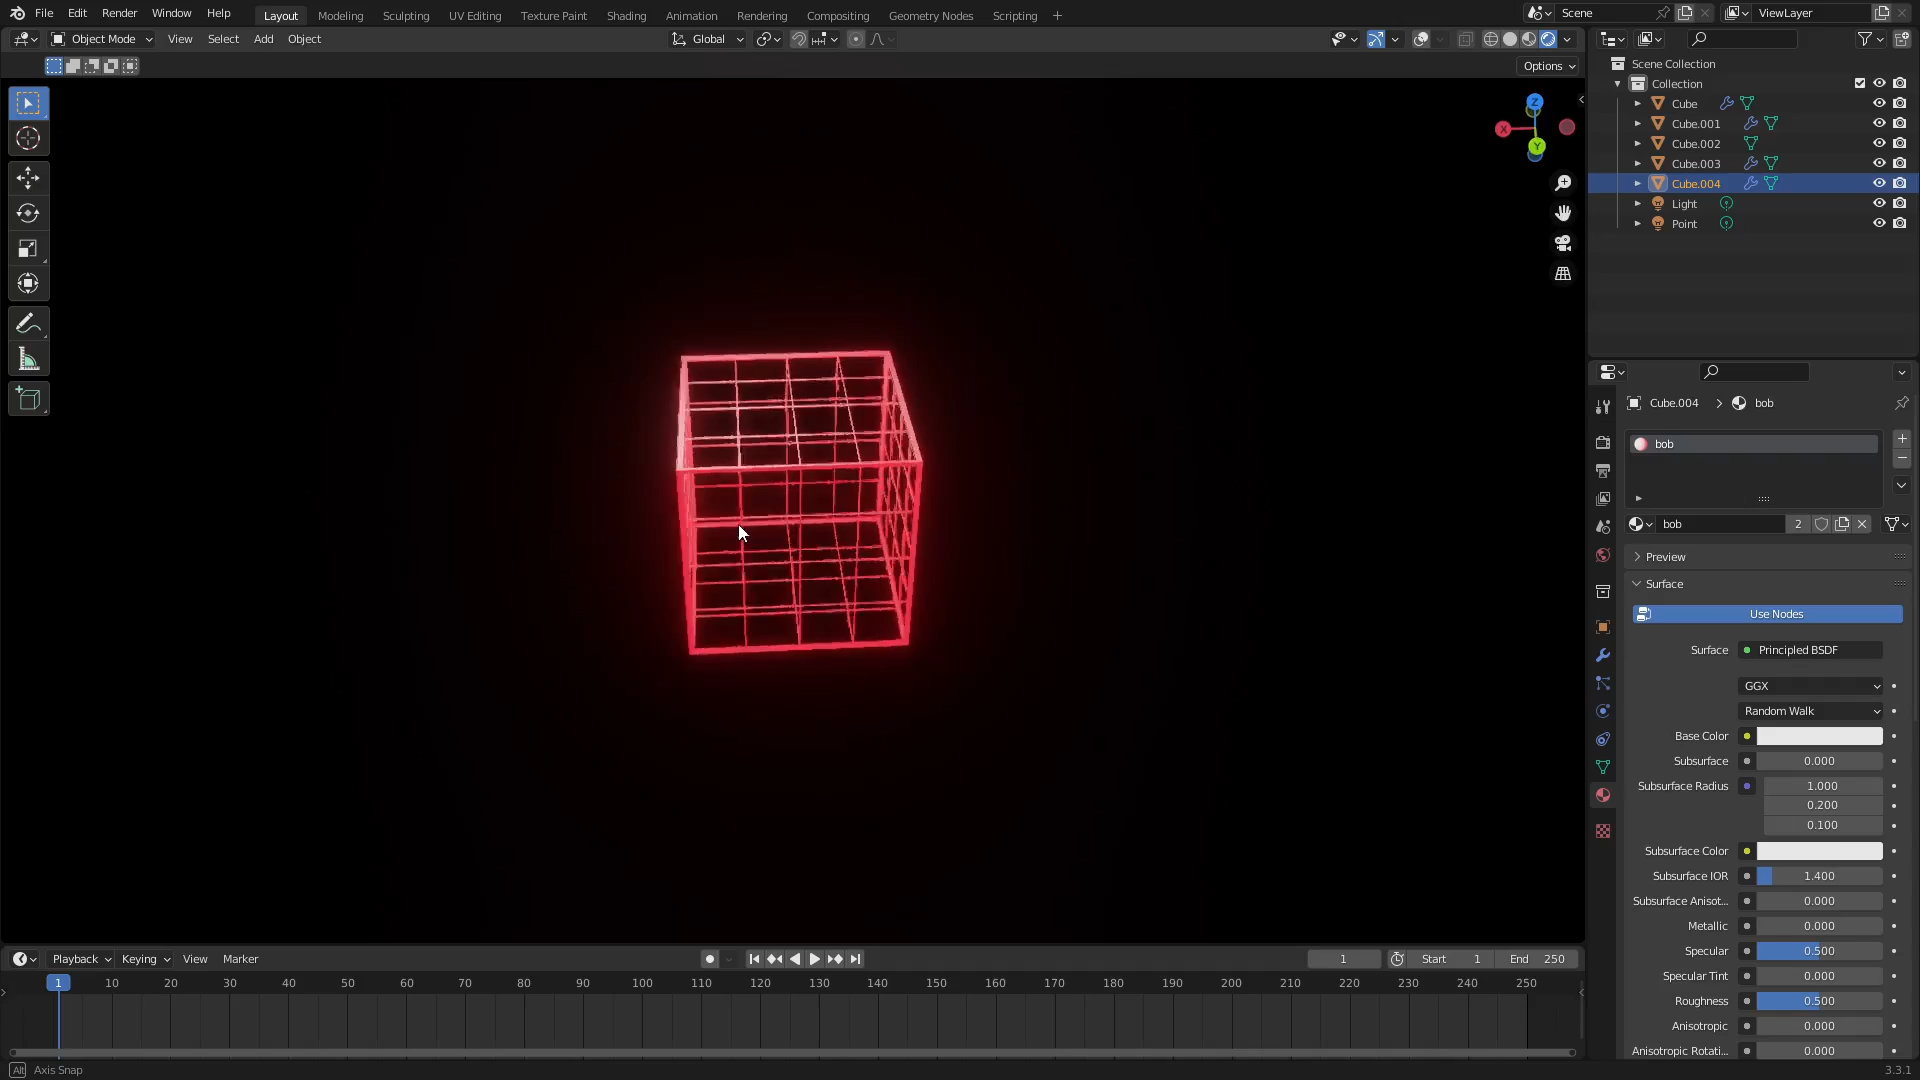 File Edit Render Window Help Layout Modeling Sculpting UV Editing Texture Paint Shading Animation Rendering Compositing Geometry Nodes Scripting + Scene ViewLayer
Object Mode View Select Add Object Global
Options
Scene Collection
Collection
Cube
Cube.001
Cube.002
Cube.003
Cube.004
Light
Point
Z
X
Y
Cube.004 > bob
bob
bob 2
Preview
Surface
Use Nodes
Surface Principled BSDF
GGX
Random Walk
Base Color
Subsurface 0.000
Subsurface Radius 1.000
0.200
0.100
Subsurface Color
Subsurface IOR 1.400
Subsurface Anisot... 0.000
Metallic 0.000
Specular 0.500
Specular Tint 0.000
Roughness 0.500
Anisotropic 0.000
Anisotropic Rotati... 0.000
Playback Keying View Marker 1 Start 1 End 250
1 10 20 30 40 50 60 70 80 90 100 110 120 130 140 150 160 170 180 190 200 210 220 230 240 250
Alt Axis Snap 3.3.1